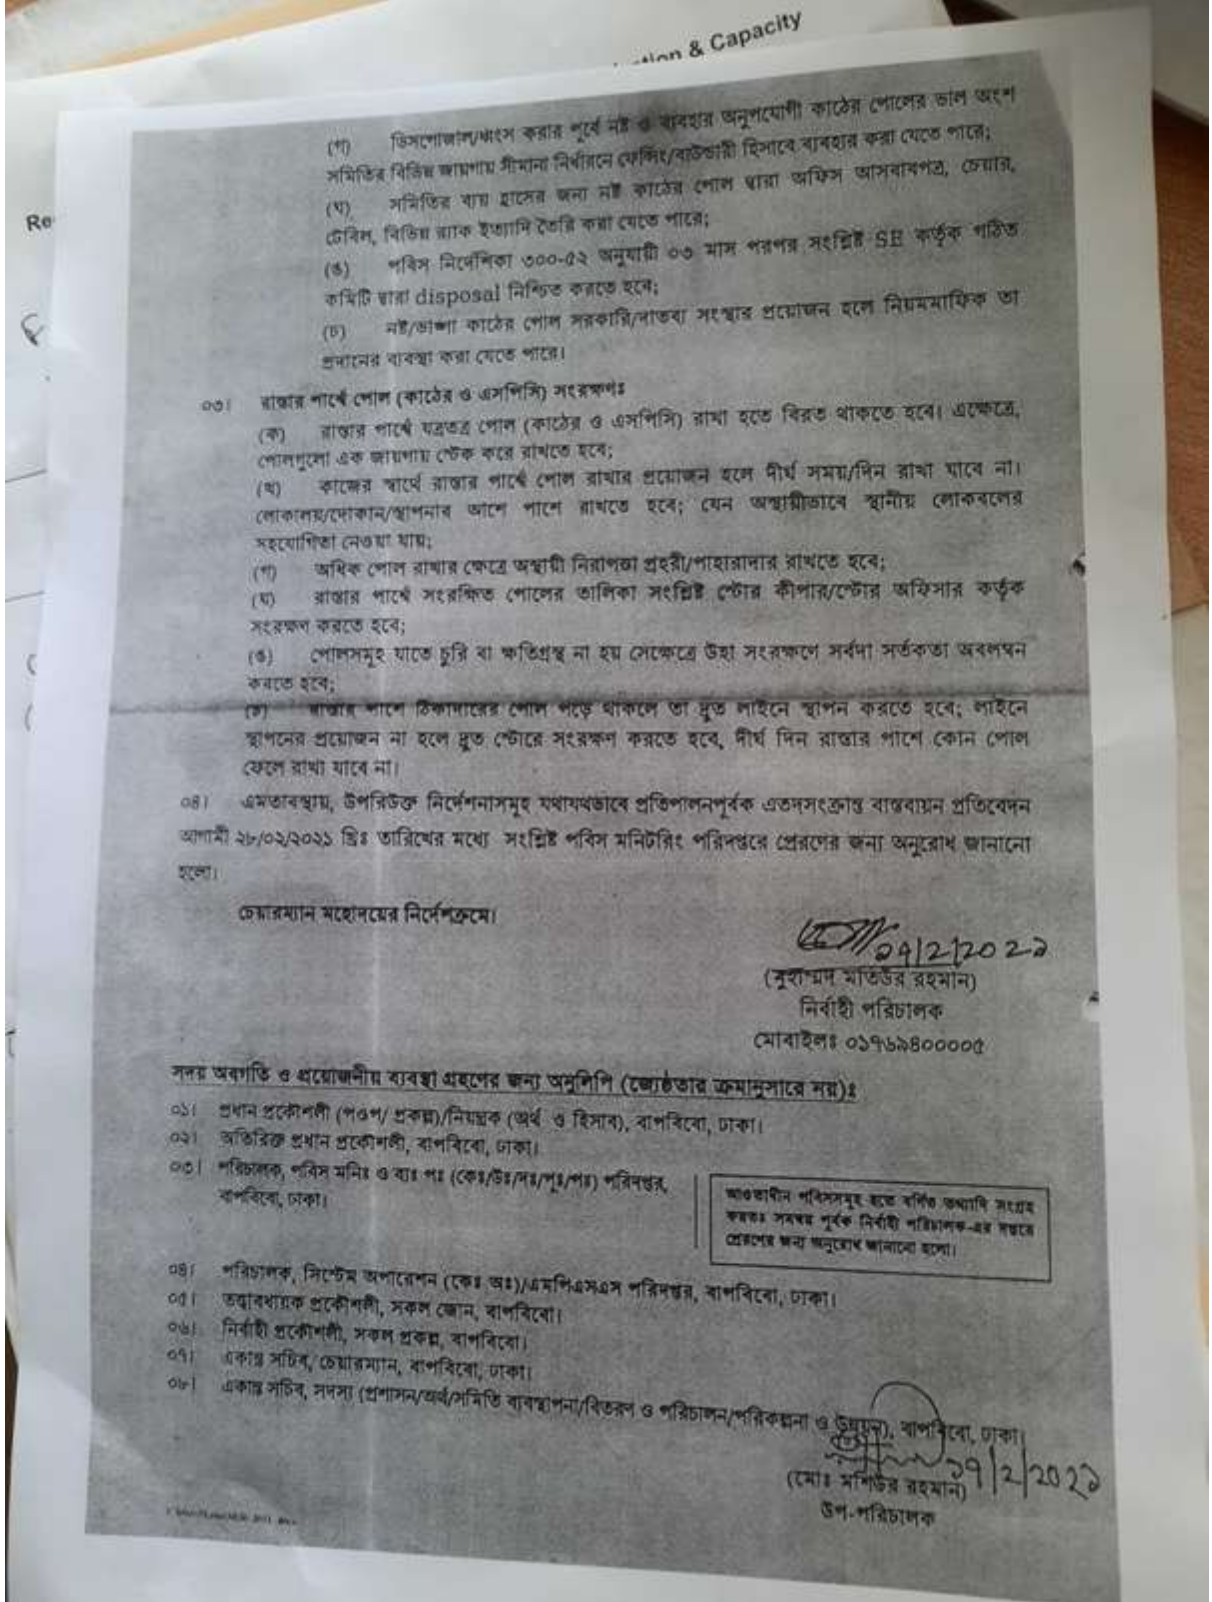 tion & Capacity
Re
(গ) ডিসপোজাল/ধ্বংস করার পূর্বে নষ্ট ও ব্যবহার অনুপযোগী কাঠের পোলের ভাল অংশ
সমিতির বিভিন্ন জায়গায় সীমানা নির্ধারনে ফেন্সিং/বাউন্ডারী হিসাবে ব্যবহার করা যেতে পারে;
(ঘ) সমিতির ব্যয় হ্রাসের জন্য নষ্ট কাঠের পোল দ্বারা অফিস আসবাবপত্র, চেয়ার,
টেবিল, বিভিন্ন র‍্যাক ইত্যাদি তৈরি করা যেতে পারে;
(ঙ) পবিস নির্দেশিকা ৩০০-৫২ অনুযায়ী ০৩ মাস পরপর সংশ্লিষ্ট SE কর্তৃক গঠিত
কমিটি দ্বারা disposal নিশ্চিত করতে হবে;
(চ) নষ্ট/ভাঙ্গা কাঠের পোল সরকারি/দাতব্য সংস্থার প্রয়োজন হলে নিয়মমাফিক তা
প্রদানের ব্যবস্থা করা যেতে পারে।
০৩। রাস্তার পার্শ্বে পোল (কাঠের ও এসপিসি) সংরক্ষণঃ
(ক) রাস্তার পার্শ্বে যত্রতত্র পোল (কাঠের ও এসপিসি) রাখা হতে বিরত থাকতে হবে। এক্ষেত্রে,
পোলগুলো এক জায়গায় স্টেক করে রাখতে হবে;
(খ) কাজের স্বার্থে রাস্তার পার্শ্বে পোল রাখার প্রয়োজন হলে দীর্ঘ সময়/দিন রাখা যাবে না।
লোকালয়/দোকান/স্থাপনার আশে পাশে রাখতে হবে; যেন অস্থায়ীভাবে স্থানীয় লোকবলের
সহযোগিতা নেওয়া যায়;
(গ) অধিক পোল রাখার ক্ষেত্রে অস্থায়ী নিরাপত্তা প্রহরী/পাহারাদার রাখতে হবে;
(ঘ) রাস্তার পার্শ্বে সংরক্ষিত পোলের তালিকা সংশ্লিষ্ট স্টোর কীপার/স্টোর অফিসার কর্তৃক
সংরক্ষণ করতে হবে;
(ঙ) পোলসমূহ যাতে চুরি বা ক্ষতিগ্রস্থ না হয় সেক্ষেত্রে উহা সংরক্ষণে সর্বদা সর্তকতা অবলম্বন
করতে হবে;
(চ) রাস্তার পাশে ঠিকাদারের পোল পড়ে থাকলে তা দ্রুত লাইনে স্থাপন করতে হবে; লাইনে
স্থাপনের প্রয়োজন না হলে দ্রুত স্টোরে সংরক্ষণ করতে হবে, দীর্ঘ দিন রাস্তার পাশে কোন পোল
ফেলে রাখা যাবে না।
০৪। এমতাবস্থায়, উপরিউক্ত নির্দেশনাসমূহ যথাযথভাবে প্রতিপালনপূর্বক এতদসংক্রান্ত বাস্তবায়ন প্রতিবেদন
আগামী ২৮/০২/২০২১ খ্রিঃ তারিখের মধ্যে সংশ্লিষ্ট পবিস মনিটরিং পরিদপ্তরে প্রেরণের জন্য অনুরোধ জানানো
হলো।
চেয়ারম্যান মহোদয়ের নির্দেশক্রমে।
১৭/2/20২১
(মুহাম্মদ মতিউর রহমান)
নির্বাহী পরিচালক
মোবাইলঃ ০১৭৬৯৪০০০০৫
সদয় অবগতি ও প্রয়োজনীয় ব্যবস্থা গ্রহণের জন্য অনুলিপি (জ্যেষ্ঠতার ক্রমানুসারে নয়)ঃ
০১। প্রধান প্রকৌশলী (পওপ/ প্রকল্প)/নিয়ন্ত্রক (অর্থ ও হিসাব), বাপবিবো, ঢাকা।
০২। অতিরিক্ত প্রধান প্রকৌশলী, বাপবিবো, ঢাকা।
০৩। পরিচালক, পবিস মনিঃ ও ব্যঃ পঃ (কেঃ/উঃ/দঃ/পূঃ/পঃ) পরিদপ্তর,
বাপবিবো, ঢাকা।
আওতাধীন পবিসসমূহ হতে বর্ণিত তথ্যাদি সংগ্রহ
করতঃ সমন্বয় পূর্বক নির্বাহী পরিচালক-এর দপ্তরে
প্রেরণের জন্য অনুরোধ জানানো হলো।
০৪। পরিচালক, সিস্টেম অপারেশন (কেঃ অঃ)/এমপিএসএস পরিদপ্তর, বাপবিবো, ঢাকা।
০৫। তত্ত্বাবধায়ক প্রকৌশলী, সকল জোন, বাপবিবো।
০৬। নির্বাহী প্রকৌশলী, সকল প্রকল্প, বাপবিবো।
০৭। একান্ত সচিব, চেয়ারম্যান, বাপবিবো, ঢাকা।
০৮। একান্ত সচিব, সদস্য (প্রশাসন/অর্থ/সমিতি ব্যবস্থাপনা/বিতরণ ও পরিচালন/পরিকল্পনা ও উন্নয়ন), বাপবিবো, ঢাকা।
১৭/2/20২১
(মোঃ মশিউর রহমান)
উপ-পরিচালক